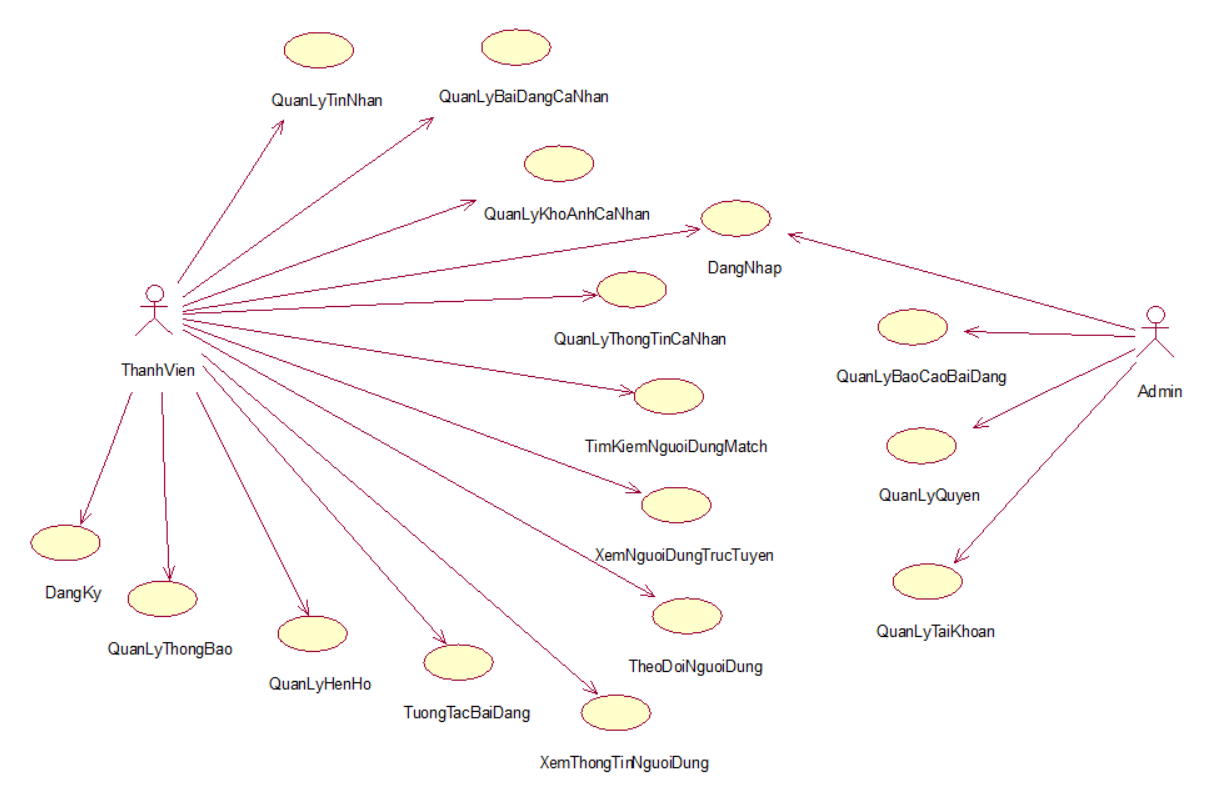 QuanLyTinNhan
QuanLyBaiDangCaNhan
QuanLyKhoAnhCaNhan
DangNhap
QuanLyThongTinCaNhan
ThanhVien
QuanLyBaoCaoBaiDang
Admin
TimKiemNguoiDungMatch
QuanLyQuyen
XemNguoiDungTrucTuyen
DangKy
QuanLyThongBao
QuanLyTaiKhoan
TheoDoiNguoiDung
QuanLyHenHo
TuongTacBaiDang
XemThongTinNguoiDung